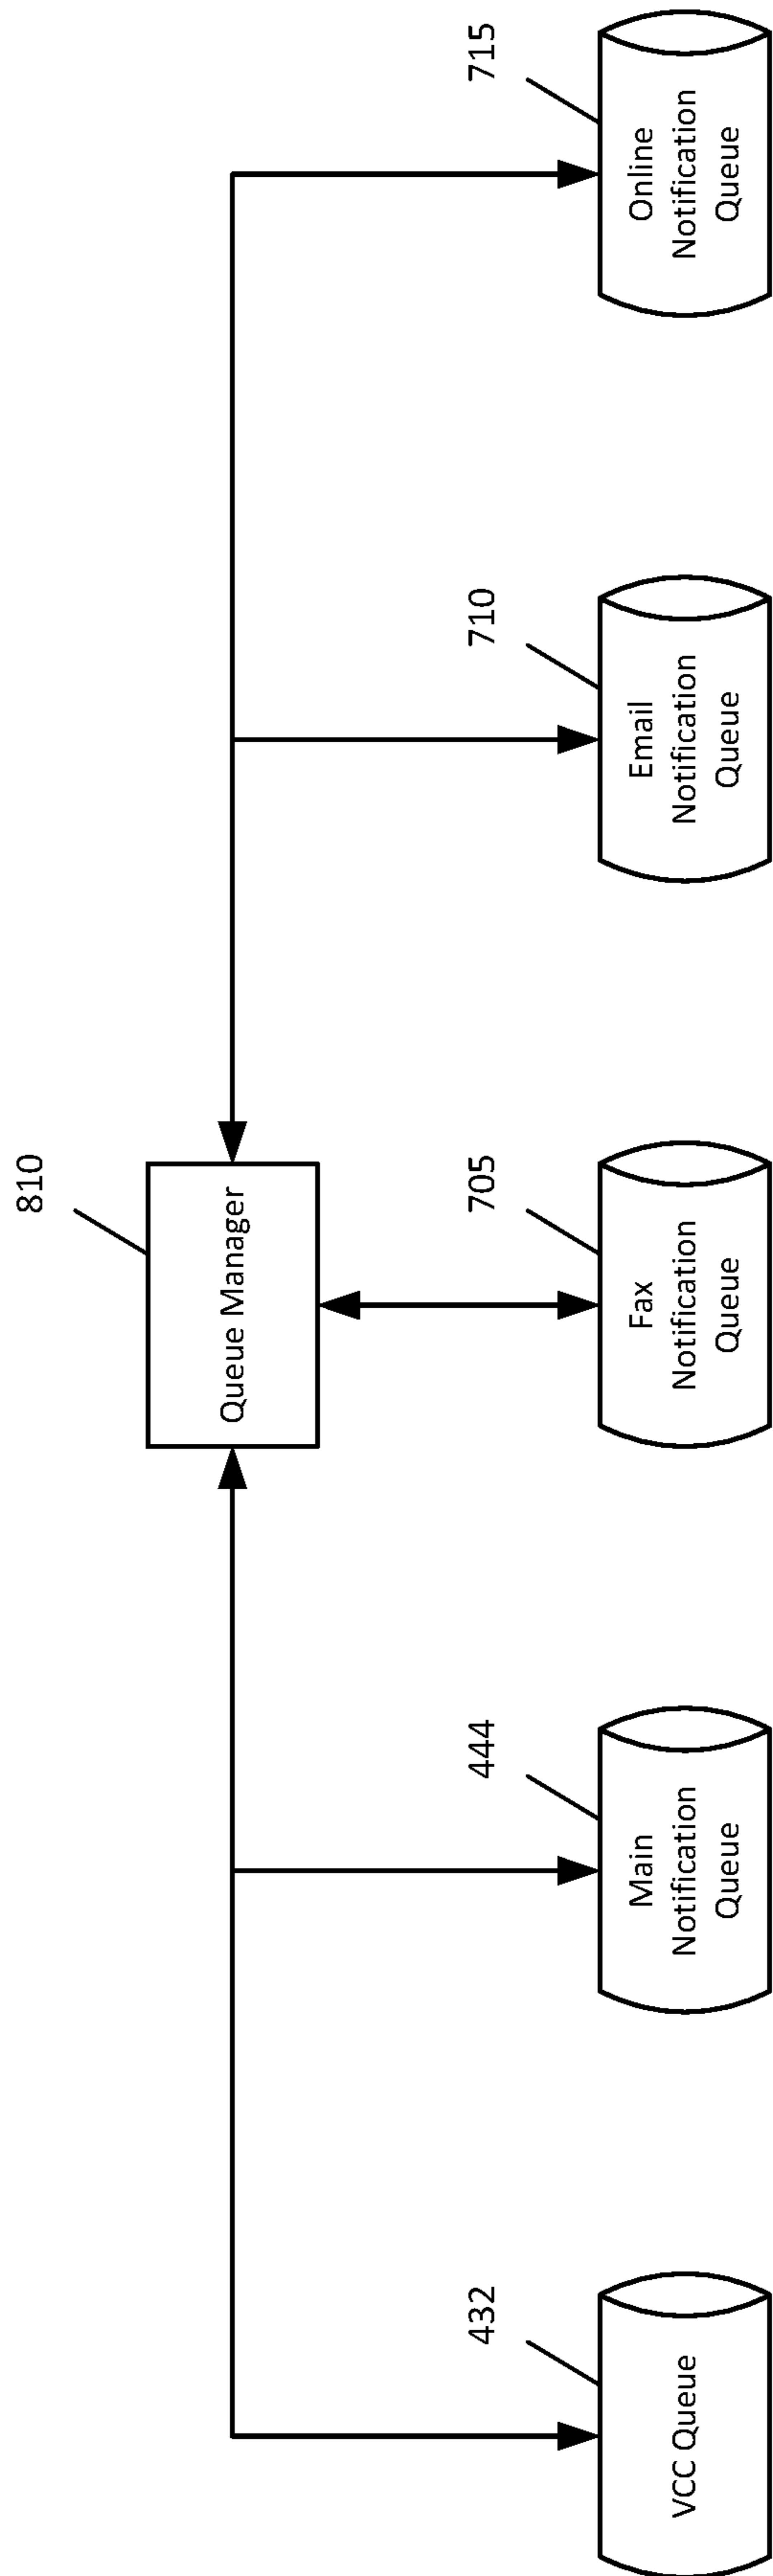 810
Queue Manager
432
VCC Queue
444
Main
Notification
Queue
705
Fax
Notification
Queue
710
Email
Notification
Queue
715
Online
Notification
Queue